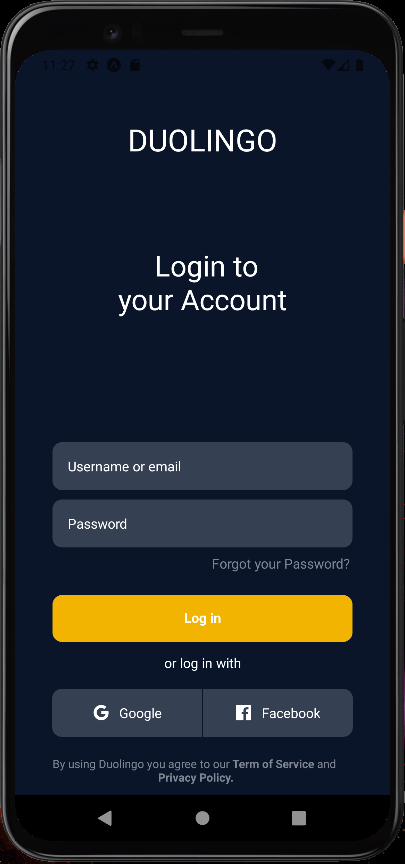 11:27
DUOLINGO
Login to
your Account
Username or email
Password
Forgot your Password?
Log in
or log in with
Google
Facebook
By using Duolingo you agree to our Term of Service and
Privacy Policy.